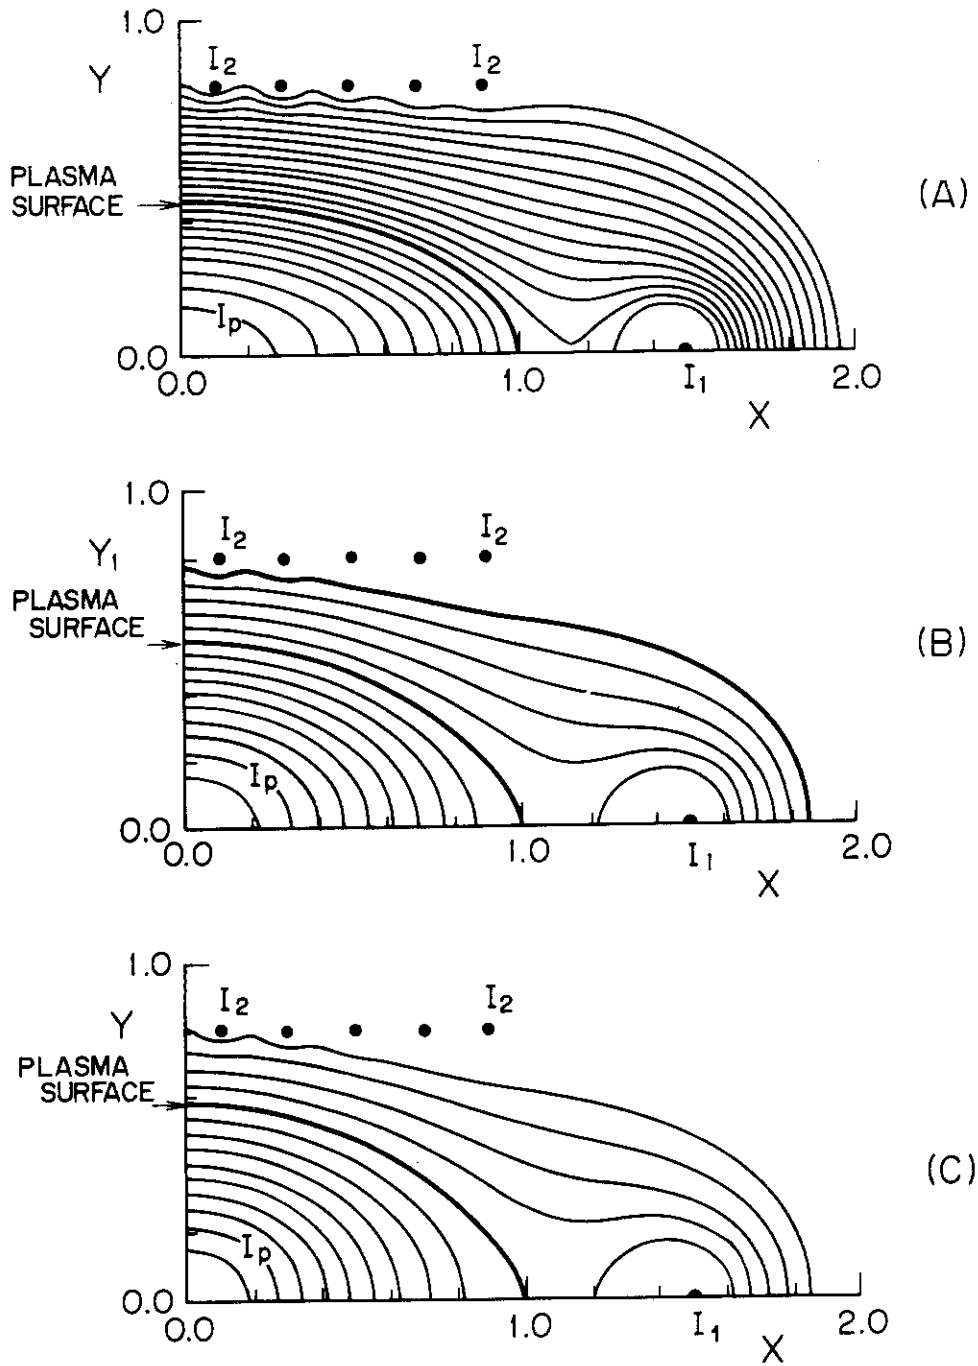 1.0
I₂ I₂
Y
PLASMA
SURFACE
(A)
Iₚ
0.0
0.0 1.0 I₁ 2.0
X
1.0
I₂ I₂
Y₁
PLASMA
SURFACE
(B)
Iₚ
0.0
0.0 1.0 I₁ 2.0
X
1.0
I₂ I₂
Y
PLASMA
SURFACE
(C)
Iₚ
0.0
0.0 1.0 I₁ 2.0
X